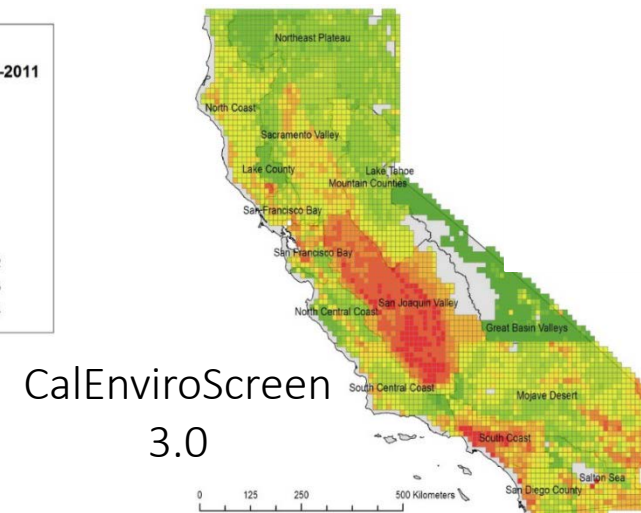 -2011
Northeast Plateau
North Coast
Sacramento Valley
Lake County
Lake Tahoe
Mountain Counties
San Francisco Bay
San Francisco Bay
San Joaquin Valley
North Central Coast
Great Basin Valleys
South Central Coast
Mojave Desert
South Coast
Salton Sea
San Diego County
CalEnviroScreen
3.0
0 125 250 500 Kilometers